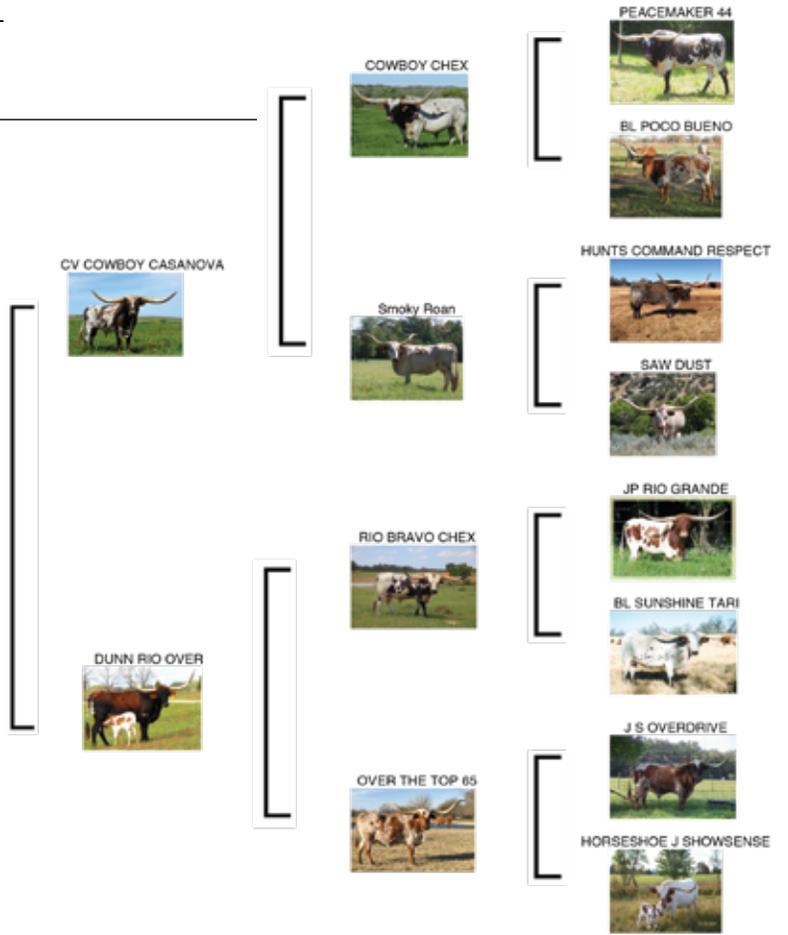 PEACEMAKER 44
COWBOY CHEX
BL POCO BUENO
HUNTS COMMAND RESPECT
CV COWBOY CASANOVA
Smoky Roan
SAW DUST
JP RIO GRANDE
RIO BRAVO CHEX
BL SUNSHINE TARI
DUNN RIO OVER
J S OVERDRIVE
OVER THE TOP 65
HORSESHOE J SHOWSENSE